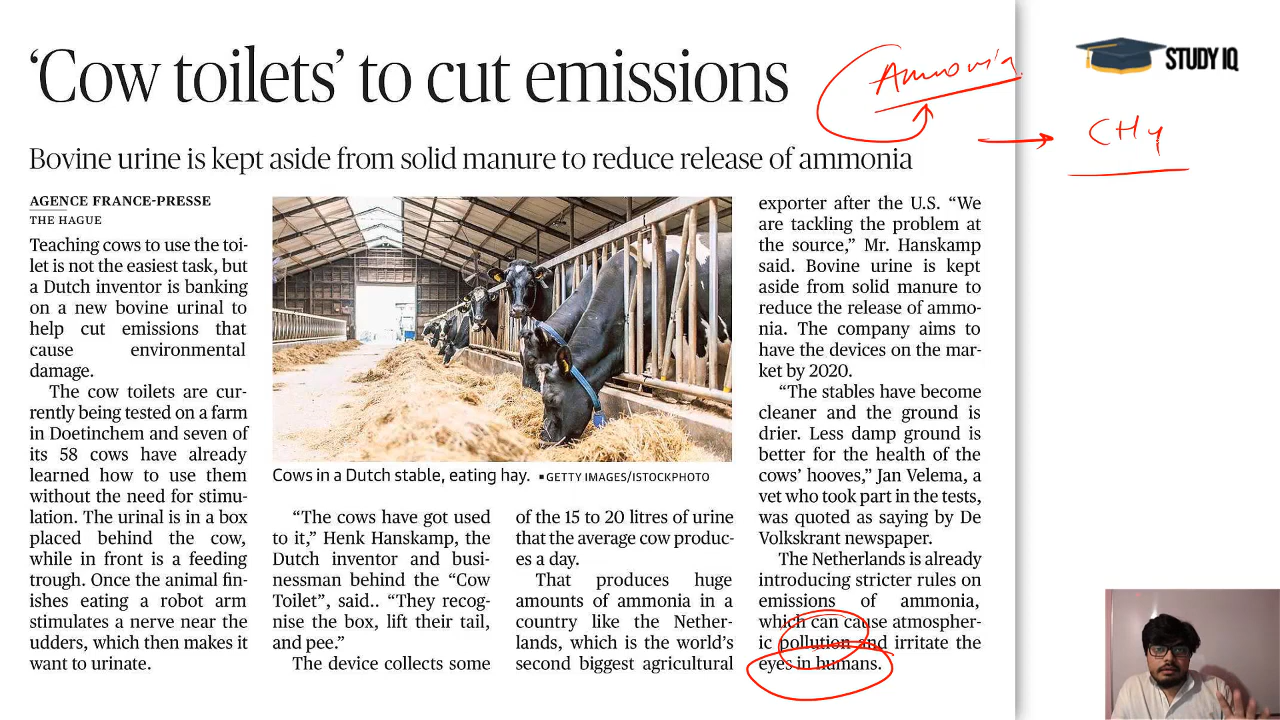 ‘Cow toilets’ to cut emissions
Ammonia
STUDY IQ
CH4
Bovine urine is kept aside from solid manure to reduce release of ammonia
AGENCE FRANCE-PRESSE
THE HAGUE
Teaching cows to use the toi-
let is not the easiest task, but
a Dutch inventor is banking
on a new bovine urinal to
help cut emissions that
cause environmental
damage.
The cow toilets are cur-
rently being tested on a farm
in Doetinchem and seven of
its 58 cows have already
learned how to use them
without the need for stimu-
lation. The urinal is in a box
placed behind the cow,
while in front is a feeding
trough. Once the animal fin-
ishes eating a robot arm
stimulates a nerve near the
udders, which then makes it
want to urinate.
Cows in a Dutch stable, eating hay. ▪GETTY IMAGES/ISTOCKPHOTO
“The cows have got used
to it,” Henk Hanskamp, the
Dutch inventor and busi-
nessman behind the “Cow
Toilet”, said.. “They recog-
nise the box, lift their tail,
and pee.”
The device collects some
of the 15 to 20 litres of urine
that the average cow produc-
es a day.
That produces huge
amounts of ammonia in a
country like the Nether-
lands, which is the world’s
second biggest agricultural
exporter after the U.S. “We
are tackling the problem at
the source,” Mr. Hanskamp
said. Bovine urine is kept
aside from solid manure to
reduce the release of ammo-
nia. The company aims to
have the devices on the mar-
ket by 2020.
“The stables have become
cleaner and the ground is
drier. Less damp ground is
better for the health of the
cows’ hooves,” Jan Velema, a
vet who took part in the tests,
was quoted as saying by De
Volkskrant newspaper.
The Netherlands is already
introducing stricter rules on
emissions of ammonia,
which can cause atmospher-
ic pollution and irritate the
eyes in humans.